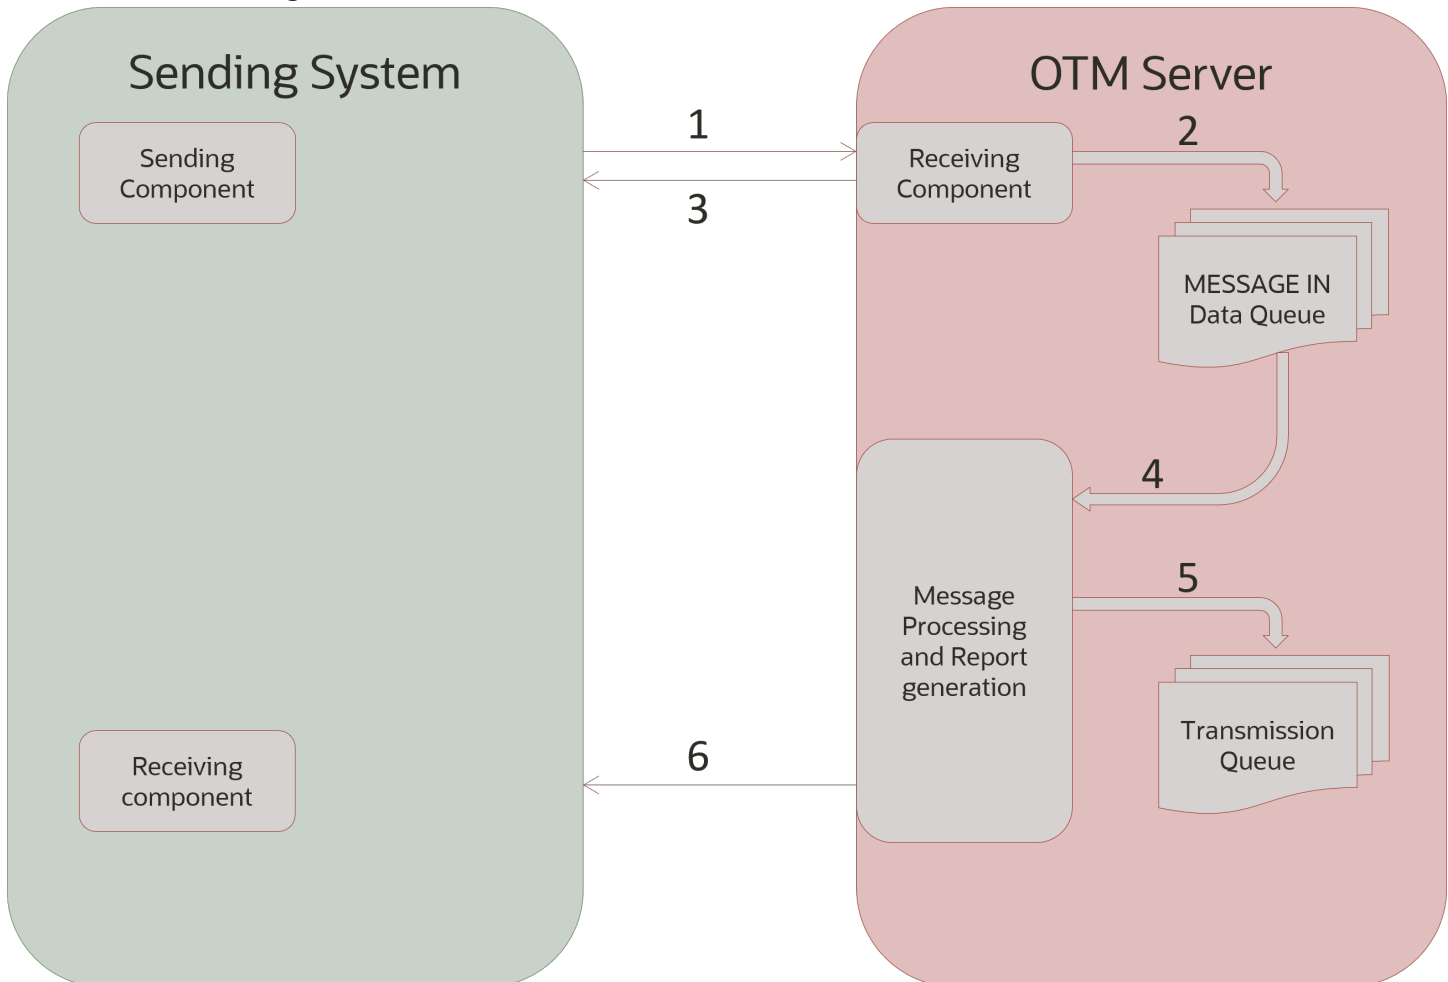 Sending System
OTM Server
Sending
Component
1
3
Receiving
Component
2
MESSAGE IN
Data Queue
4
Message
Processing
and Report
generation
5
Transmission
Queue
Receiving
component
6